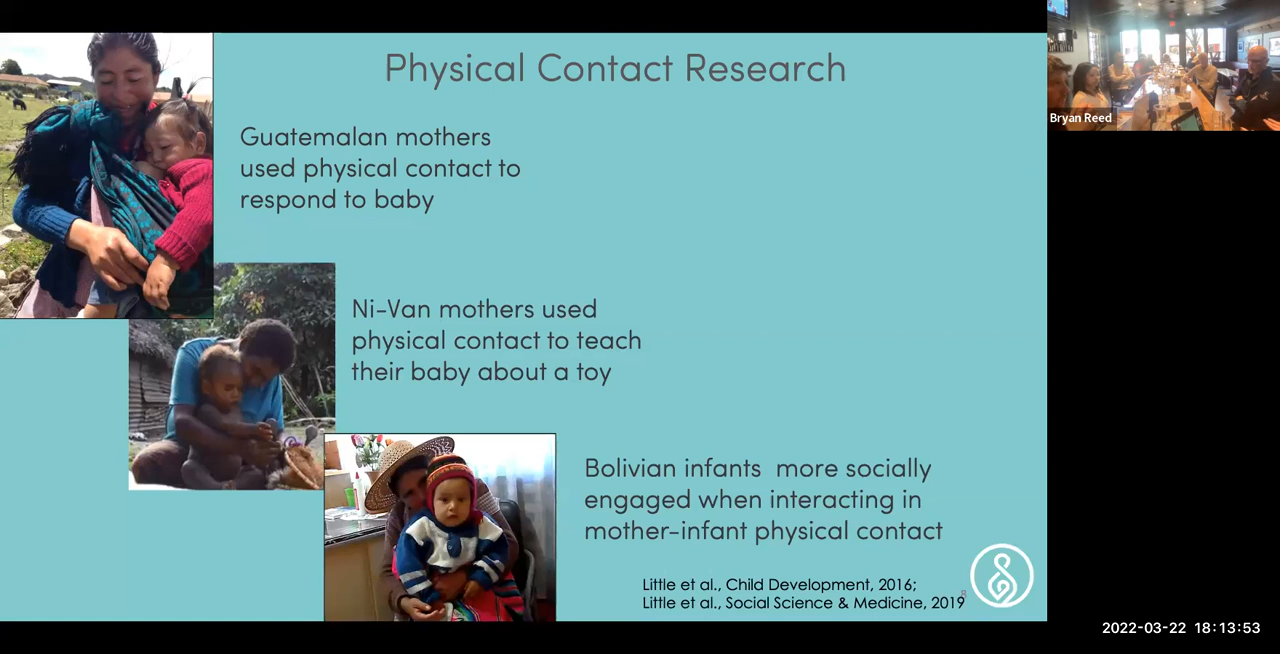 Physical Contact Research
Guatemalan mothers
used physical contact to
respond to baby
Ni-Van mothers used
physical contact to teach
their baby about a toy
Bolivian infants  more socially
engaged when interacting in
mother-infant physical contact
Little et al., Child Development, 2016;
Little et al., Social Science & Medicine, 2019
Bryan Reed
2022-03-22 18:13:53